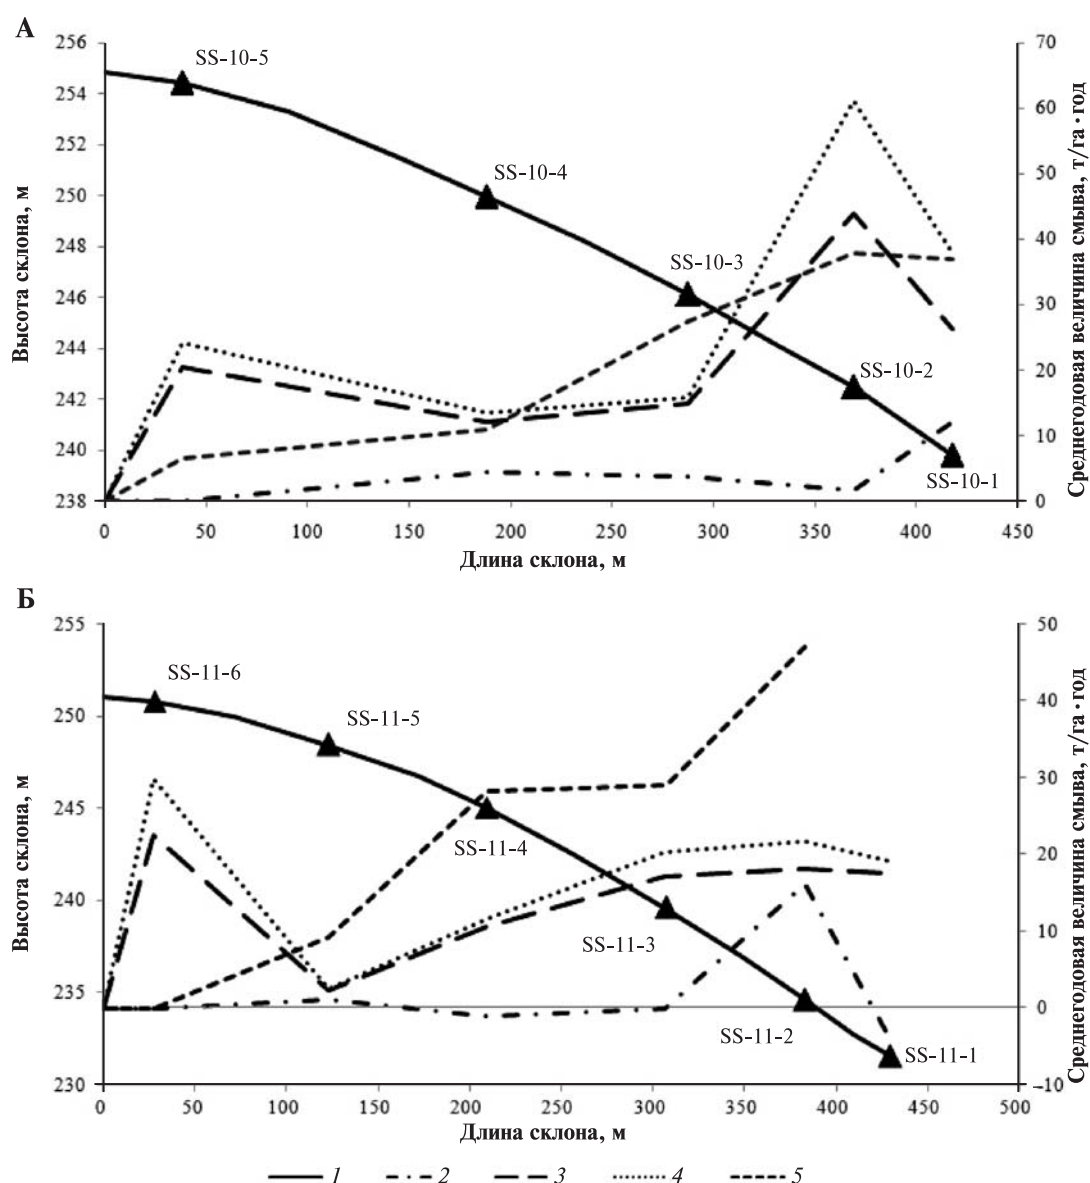 А
Высота склона, м
256
254
252
250
248
246
244
242
240
238
SS-10-5
SS-10-4
SS-10-3
SS-10-2
SS-10-1
70
60
50
40
30
20
10
0
Среднегодовая величина смыва, т/га · год
0 50 100 150 200 250 300 350 400 450
Длина склона, м
Б
Высота склона, м
255
250
245
240
235
230
SS-11-6
SS-11-5
SS-11-4
SS-11-3
SS-11-2
SS-11-1
50
40
30
20
10
0
–10
Среднегодовая величина смыва, т/га · год
0 50 100 150 200 250 300 350 400 450 500
Длина склона, м
1 2 3 4 5